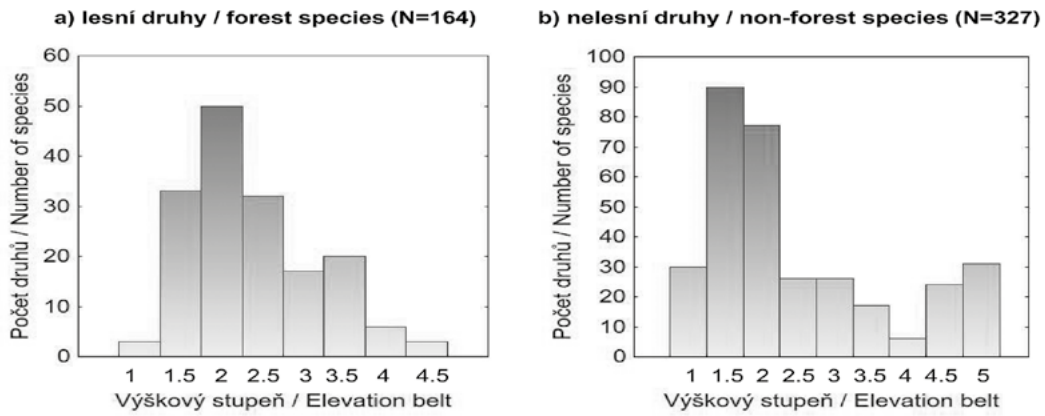 a) lesní druhy / forest species (N=164)
Počet druhů / Number of species
60
50
40
30
20
10
0
1 1.5 2 2.5 3 3.5 4 4.5
Výškový stupeň / Elevation belt
b) nelesní druhy / non-forest species (N=327)
Počet druhů / Number of species
100
90
80
70
60
50
40
30
20
10
0
1 1.5 2 2.5 3 3.5 4 4.5 5
Výškový stupeň / Elevation belt